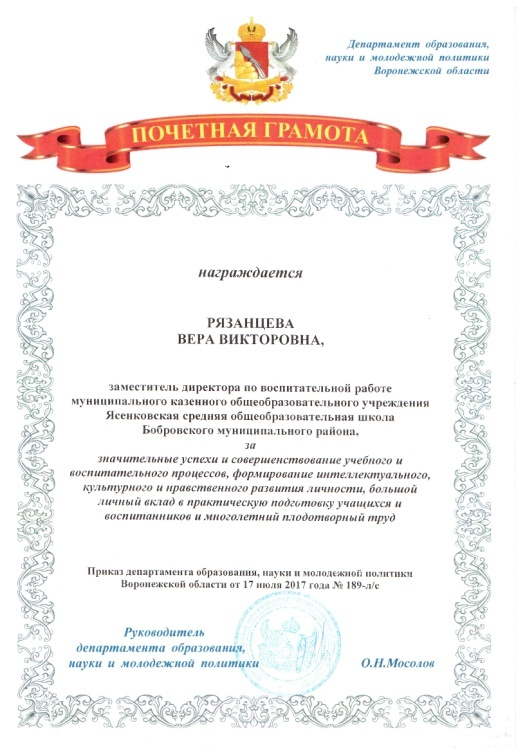 Департамент образования,
науки и молодежной политики
Воронежской области
ПОЧЕТНАЯ ГРАМОТА
награждается
РЯЗАНЦЕВА
ВЕРА ВИКТОРОВНА,
заместитель директора по воспитательной работе
муниципального казенного общеобразовательного учреждения
Ясенковская средняя общеобразовательная школа
Бобровского муниципального района,
за
значительные успехи и совершенствование учебного и
воспитательного процессов, формирование интеллектуального,
культурного и нравственного развития личности, большой
личный вклад в практическую подготовку учащихся и
воспитанников и многолетний плодотворный труд
Приказ департамента образования, науки и молодежной политики
Воронежской области от 17 июля 2017 года № 189-л/с
Руководитель
департамента образования,
науки и молодежной политики О.Н.Мосолов